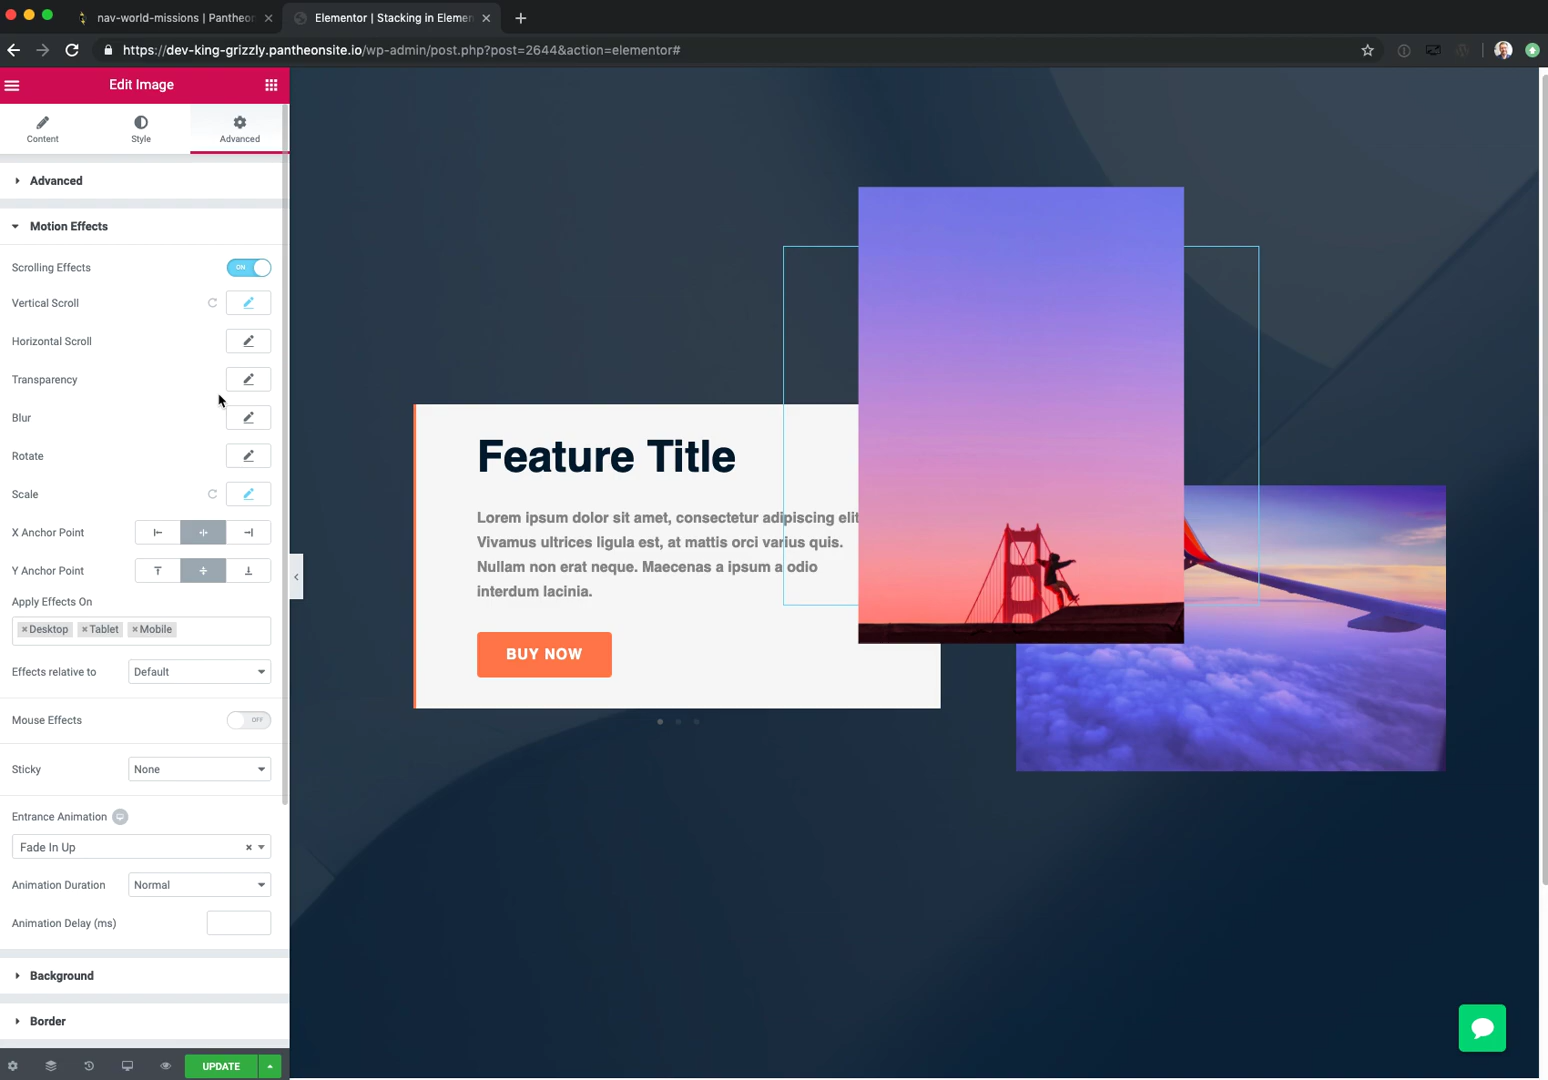 nav-world-missions | Pantheon
Elementor | Stacking in Elemen
https://dev-king-grizzly.pantheonsite.io/wp-admin/post.php?post=2644&action=elementor#
Edit Image
Content
Style
Advanced
Advanced
Motion Effects
Scrolling Effects
ON
Vertical Scroll
Horizontal Scroll
Transparency
Blur
Rotate
Scale
X Anchor Point
Y Anchor Point
Apply Effects On
× Desktop × Tablet × Mobile
Effects relative to
Default
Mouse Effects
OFF
Sticky
None
Entrance Animation
Fade In Up
×
Animation Duration
Normal
Animation Delay (ms)
Background
Border
UPDATE
Feature Title
Lorem ipsum dolor sit amet, consectetur adipiscing elit
Vivamus ultrices ligula est, at mattis orci varius quis.
Nullam non erat neque. Maecenas a ipsum a odio
interdum lacinia.
BUY NOW